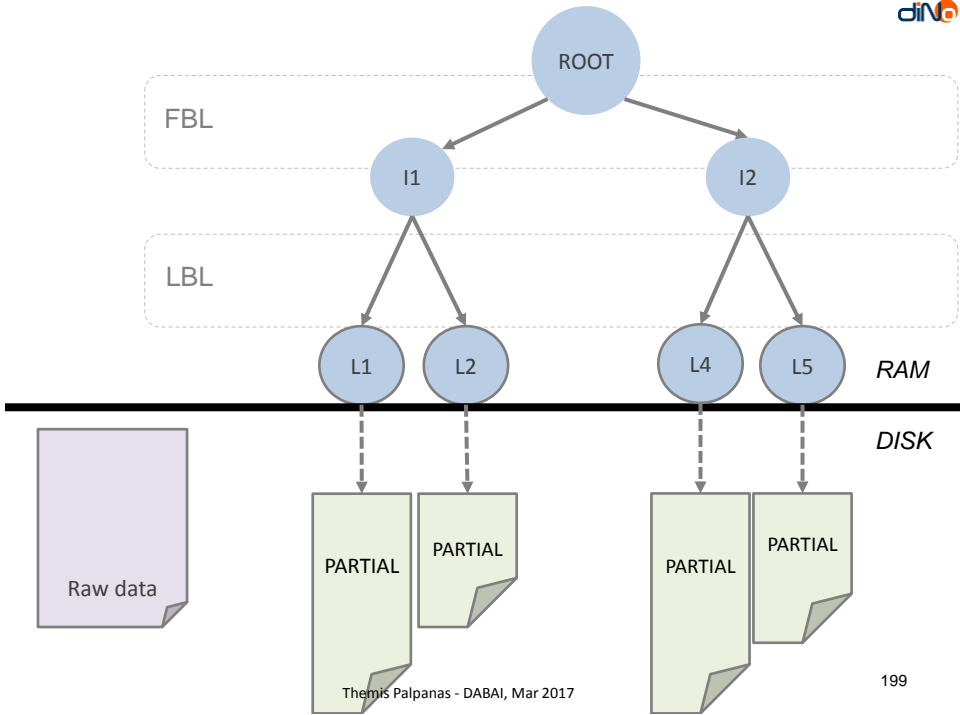 diNo
ROOT
FBL
I1
I2
LBL
L1
L2
L4
L5
RAM
DISK
Raw data
PARTIAL
PARTIAL
PARTIAL
PARTIAL
Themis Palpanas - DABAI, Mar 2017
199